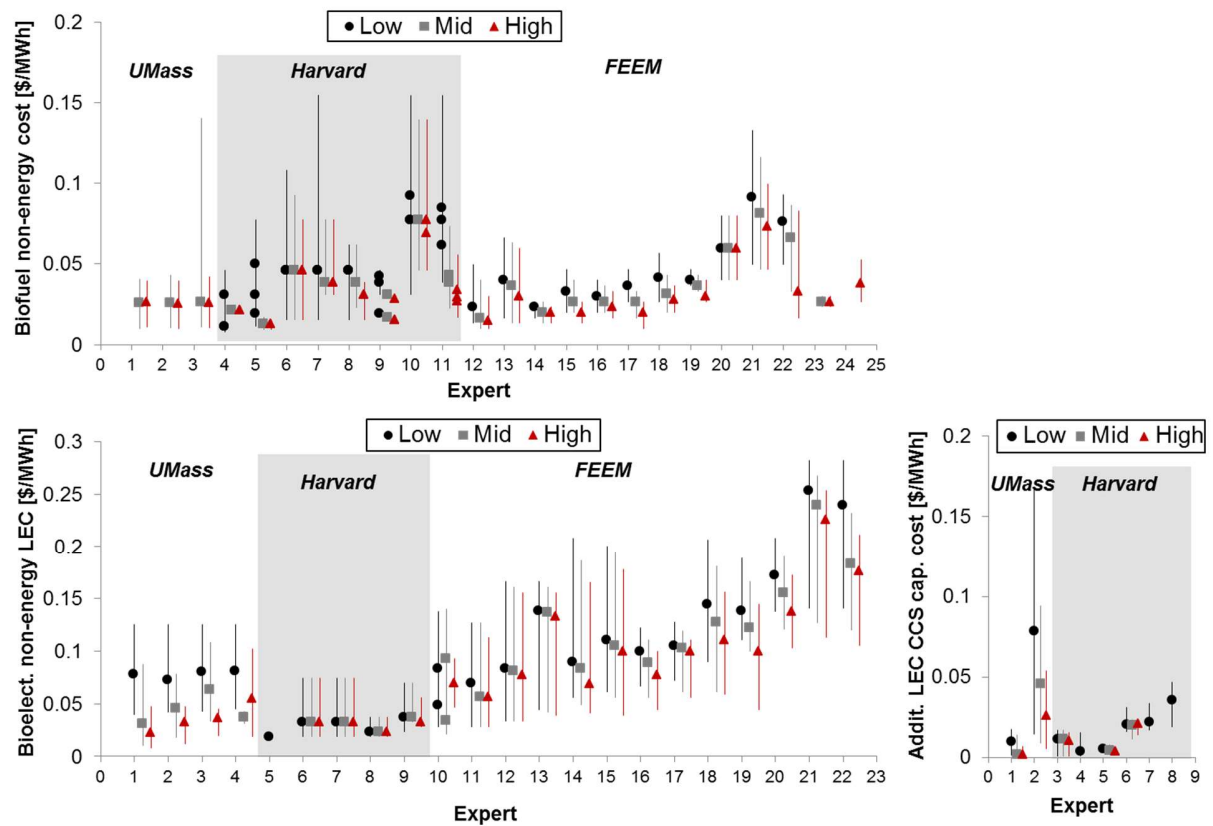 Low Mid High
UMass Harvard FEEM
Biofuel non-energy cost [$/MWh]
0.2
0.15
0.1
0.05
0
0 1 2 3 4 5 6 7 8 9 10 11 12 13 14 15 16 17 18 19 20 21 22 23 24 25
Expert
Low Mid High
UMass Harvard FEEM
Bioelect. non-energy LEC [$/MWh]
0.3
0.25
0.2
0.15
0.1
0.05
0
0 1 2 3 4 5 6 7 8 9 10 11 12 13 14 15 16 17 18 19 20 21 22 23
Expert
Low Mid High
UMass Harvard
Addit. LEC CCS cap. cost [$/MWh]
0.2
0.15
0.1
0.05
0
0 1 2 3 4 5 6 7 8 9
Expert